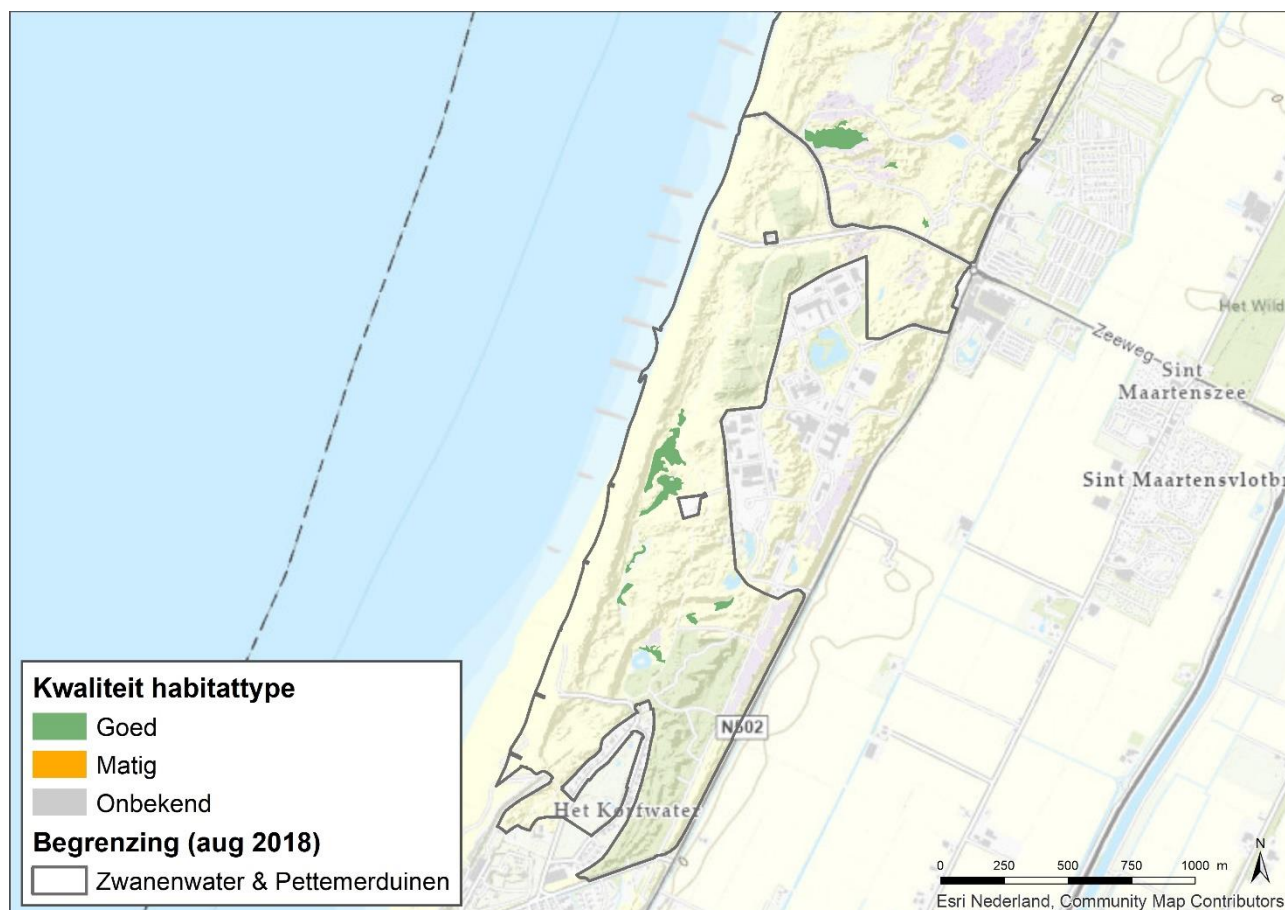 Het Wild
Zeeweg
Sint
Maartenszee
Sint Maartensvlotbr
N502
Het Korfwater
Kwaliteit habitattype
Goed
Matig
Onbekend
Begrenzing (aug 2018)
Zwanenwater & Pettemerduinen
0 250 500 750 1000 m
N
Esri Nederland, Community Map Contributors